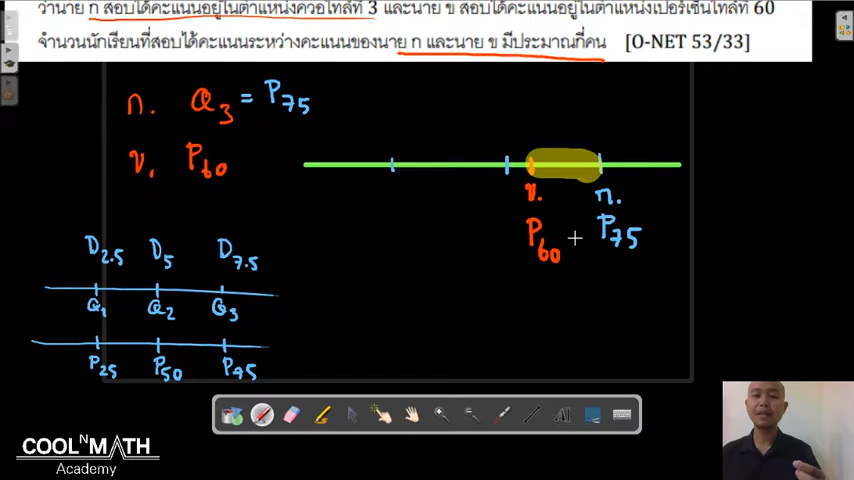 ว่านาย ก สอบได้คะแนนอยู่ในตำแหน่งควอไทล์ที่ 3 และนาย ข สอบได้คะแนนอยู่ในตำแหน่งเปอร์เซ็นไทล์ที่ 60
จำนวนนักเรียนที่สอบได้คะแนนระหว่างคะแนนของนาย ก และนาย ข มีประมาณกี่คน [O-NET 53/33]
ก. Q3 = P75
ข. P60
ข. ก.
P60 P75
D2.5 D5 D7.5
Q1 Q2 Q3
P25 P50 P75
COOL N MATH
Academy